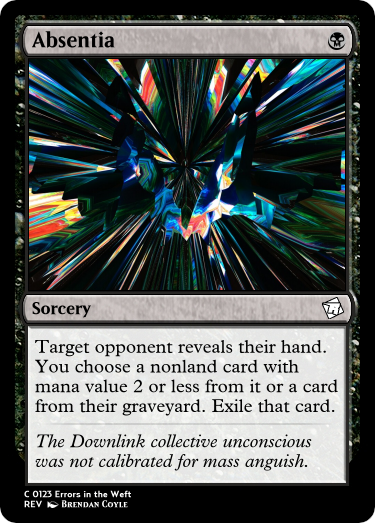 Absentia
Sorcery
Target opponent reveals their hand.
You choose a nonland card with
mana value 2 or less from it or a card
from their graveyard. Exile that card.
The Downlink collective unconscious
was not calibrated for mass anguish.
C 0123 Errors in the Weft
REV Brendan Coyle